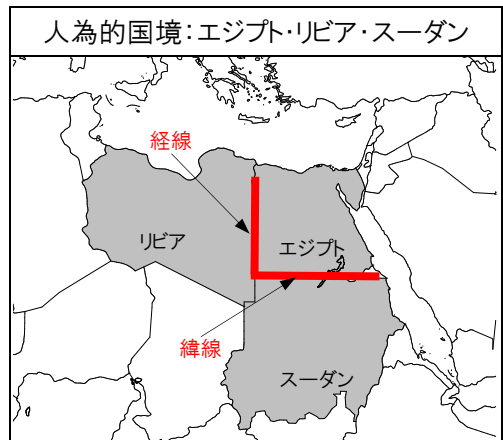 人為的国境：エジプト・リビア・スーダン
経線
リビア
エジプト
緯線
スーダン